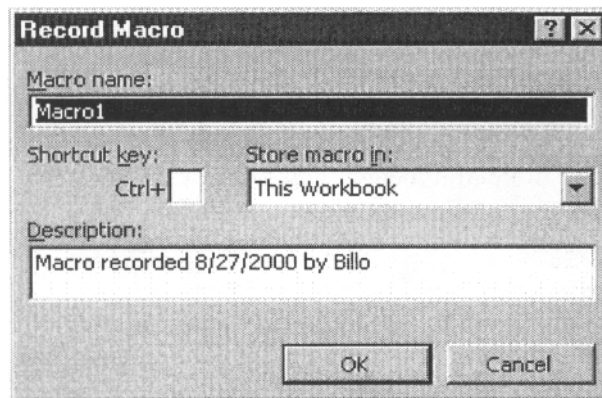 Record Macro
Macro name:
Macro1
Shortcut key: Store macro in:
Ctrl+ This Workbook
Description:
Macro recorded 8/27/2000 by Billo
OK Cancel